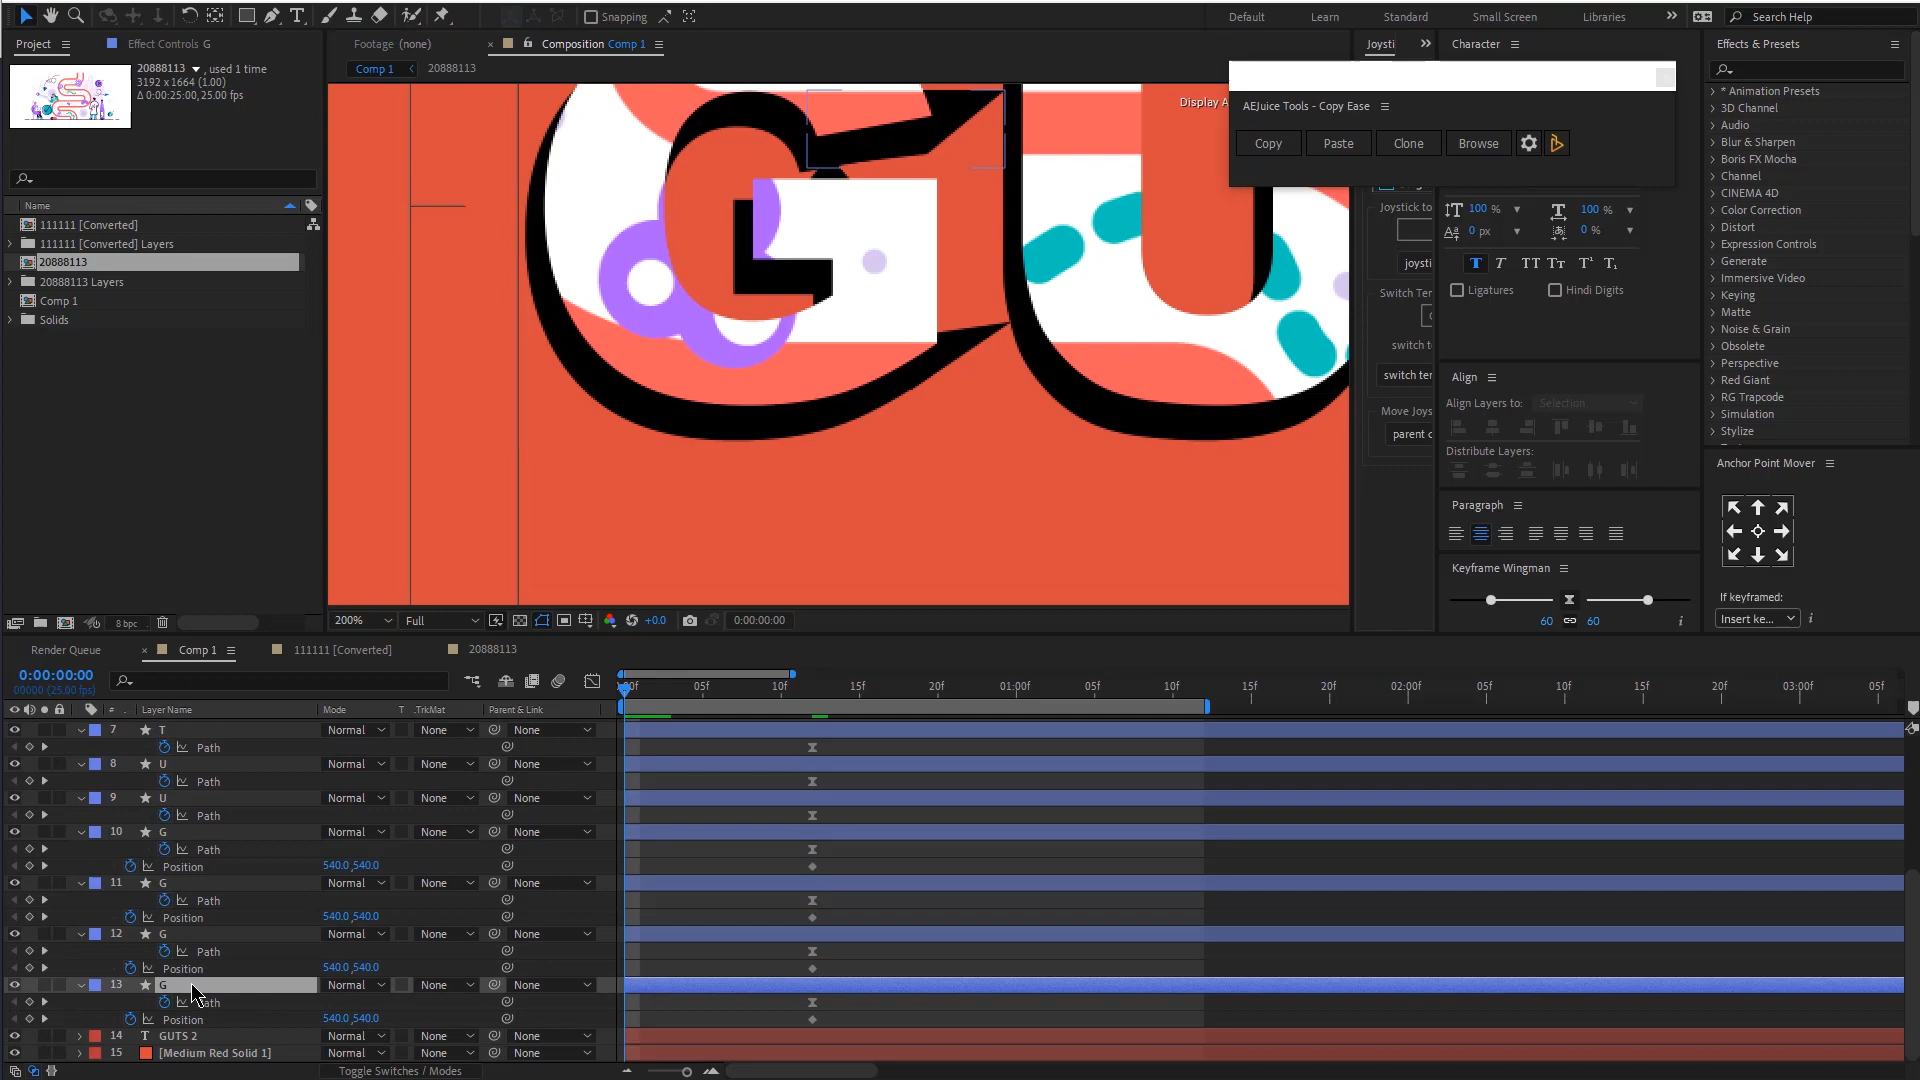 Snapping
Default
Learn
Standard
Small Screen
Libraries
Search Help
Project
Effect Controls G
Footage (none)
Composition Comp 1
Joysti
Character
Effects & Presets
20888113 , used 1 time
3192 x 1664 (1.00)
Δ 0:00:25:00, 25.00 fps
Comp 1
20888113
Display A
AEJuice Tools - Copy Ease
Copy
Paste
Clone
Browse
* Animation Presets
3D Channel
Audio
Blur & Sharpen
Boris FX Mocha
Channel
CINEMA 4D
Color Correction
Distort
Expression Controls
Generate
Immersive Video
Keying
Matte
Noise & Grain
Obsolete
Perspective
Red Giant
RG Trapcode
Simulation
Stylize
Name
111111 [Converted]
111111 [Converted] Layers
20888113
20888113 Layers
Comp 1
Solids
Joystick to
joysti
Switch Ter
switch t
switch ter
Move Joys
parent c
100 %
100 %
0 px
0 %
Ligatures
Hindi Digits
Align
Align Layers to:
Selection
Distribute Layers:
Paragraph
Keyframe Wingman
60
60
Anchor Point Mover
If keyframed:
Insert ke...
8 bpc
200%
Full
+0.0
0:00:00:00
GU
Render Queue
Comp 1
111111 [Converted]
20888113
0:00:00:00
00000 (25.00 fps)
05f
10f
15f
20f
01:00f
05f
10f
15f
20f
02:00f
05f
10f
15f
20f
03:00f
05f
#
Layer Name
Mode
T
.TrkMat
Parent & Link
7 T Normal None None
Path
8 U Normal None None
Path
9 U Normal None None
Path
10 G Normal None None
Path
Position 540.0,540.0
11 G Normal None None
Path
Position 540.0,540.0
12 G Normal None None
Path
Position 540.0,540.0
13 G Normal None None
Position 540.0,540.0
14 T GUTS 2 Normal None None
15 [Medium Red Solid 1] Normal None None
Toggle Switches / Modes